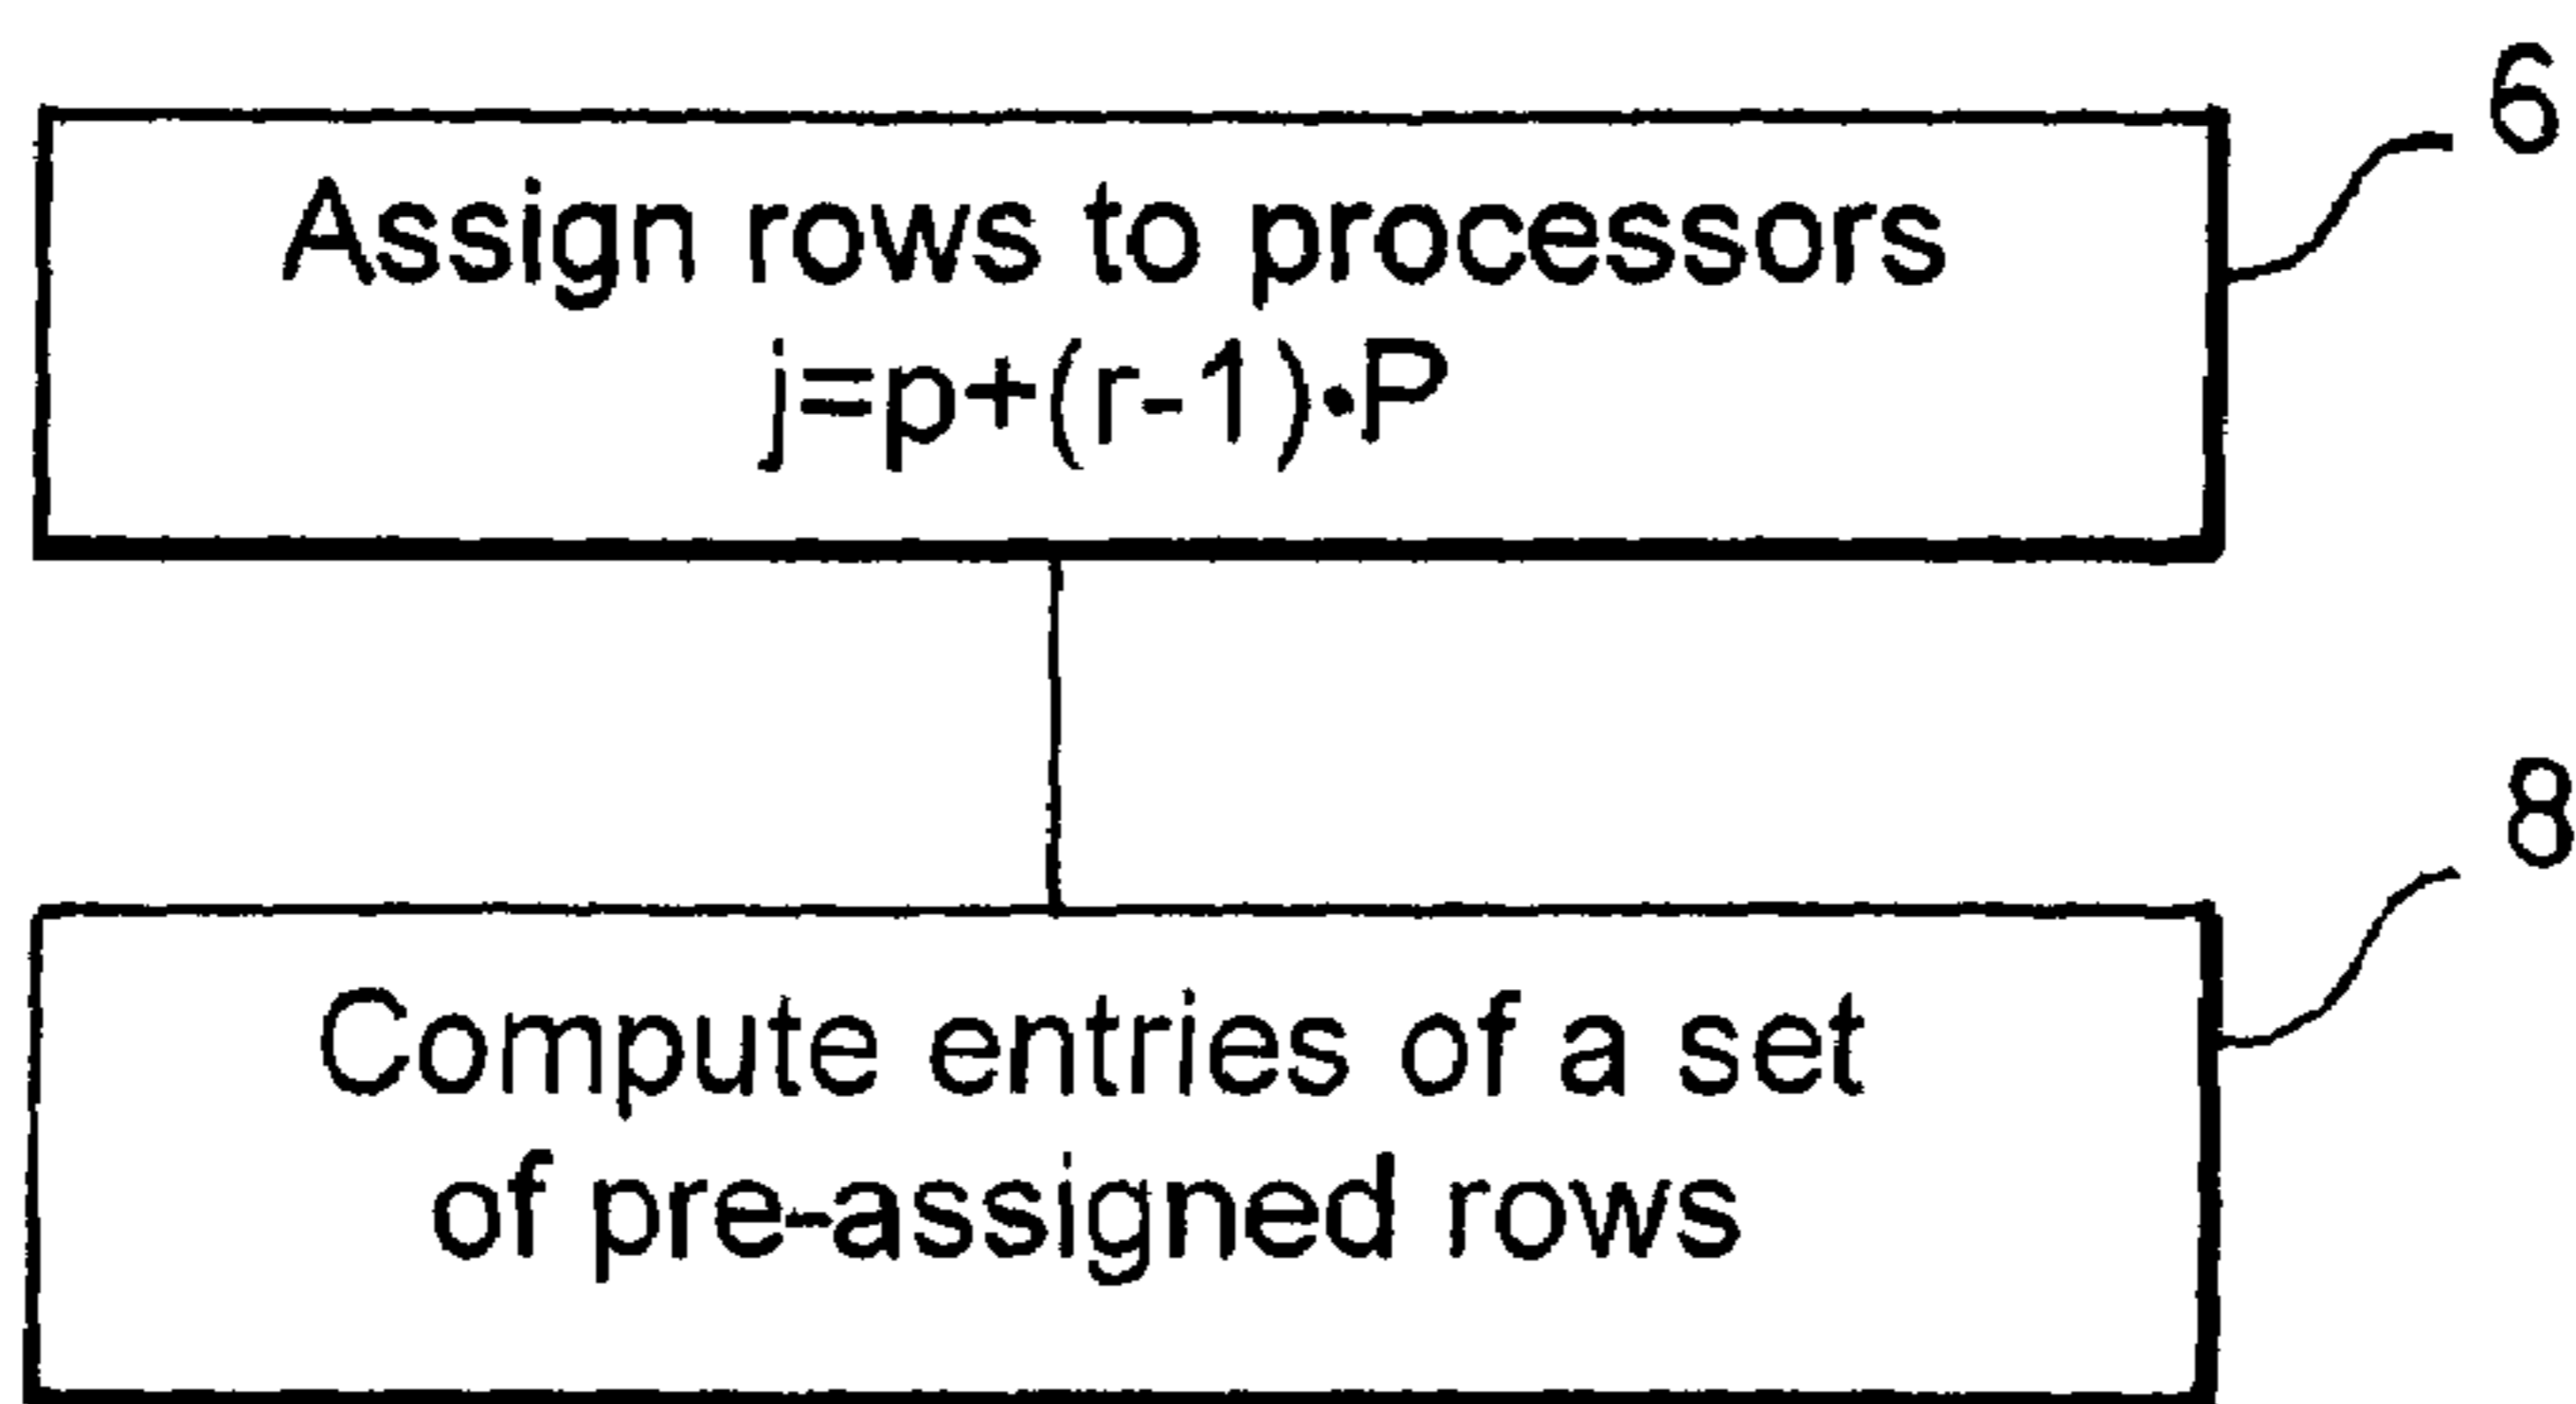 6
Assign rows to processors
j=p+(r-1)•P
8
Compute entries of a set
of pre-assigned rows